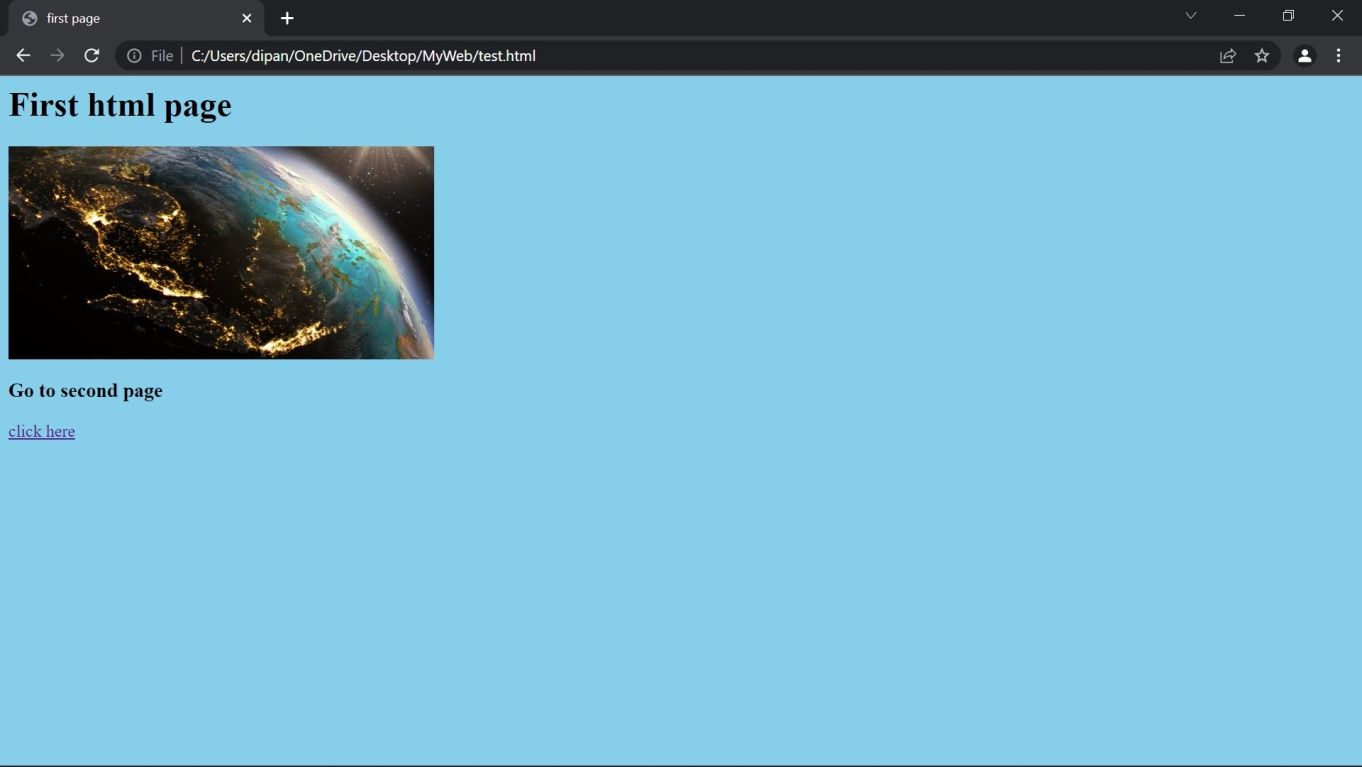 first page
File
C:/Users/dipan/OneDrive/Desktop/MyWeb/test.html
First html page
Go to second page
click here